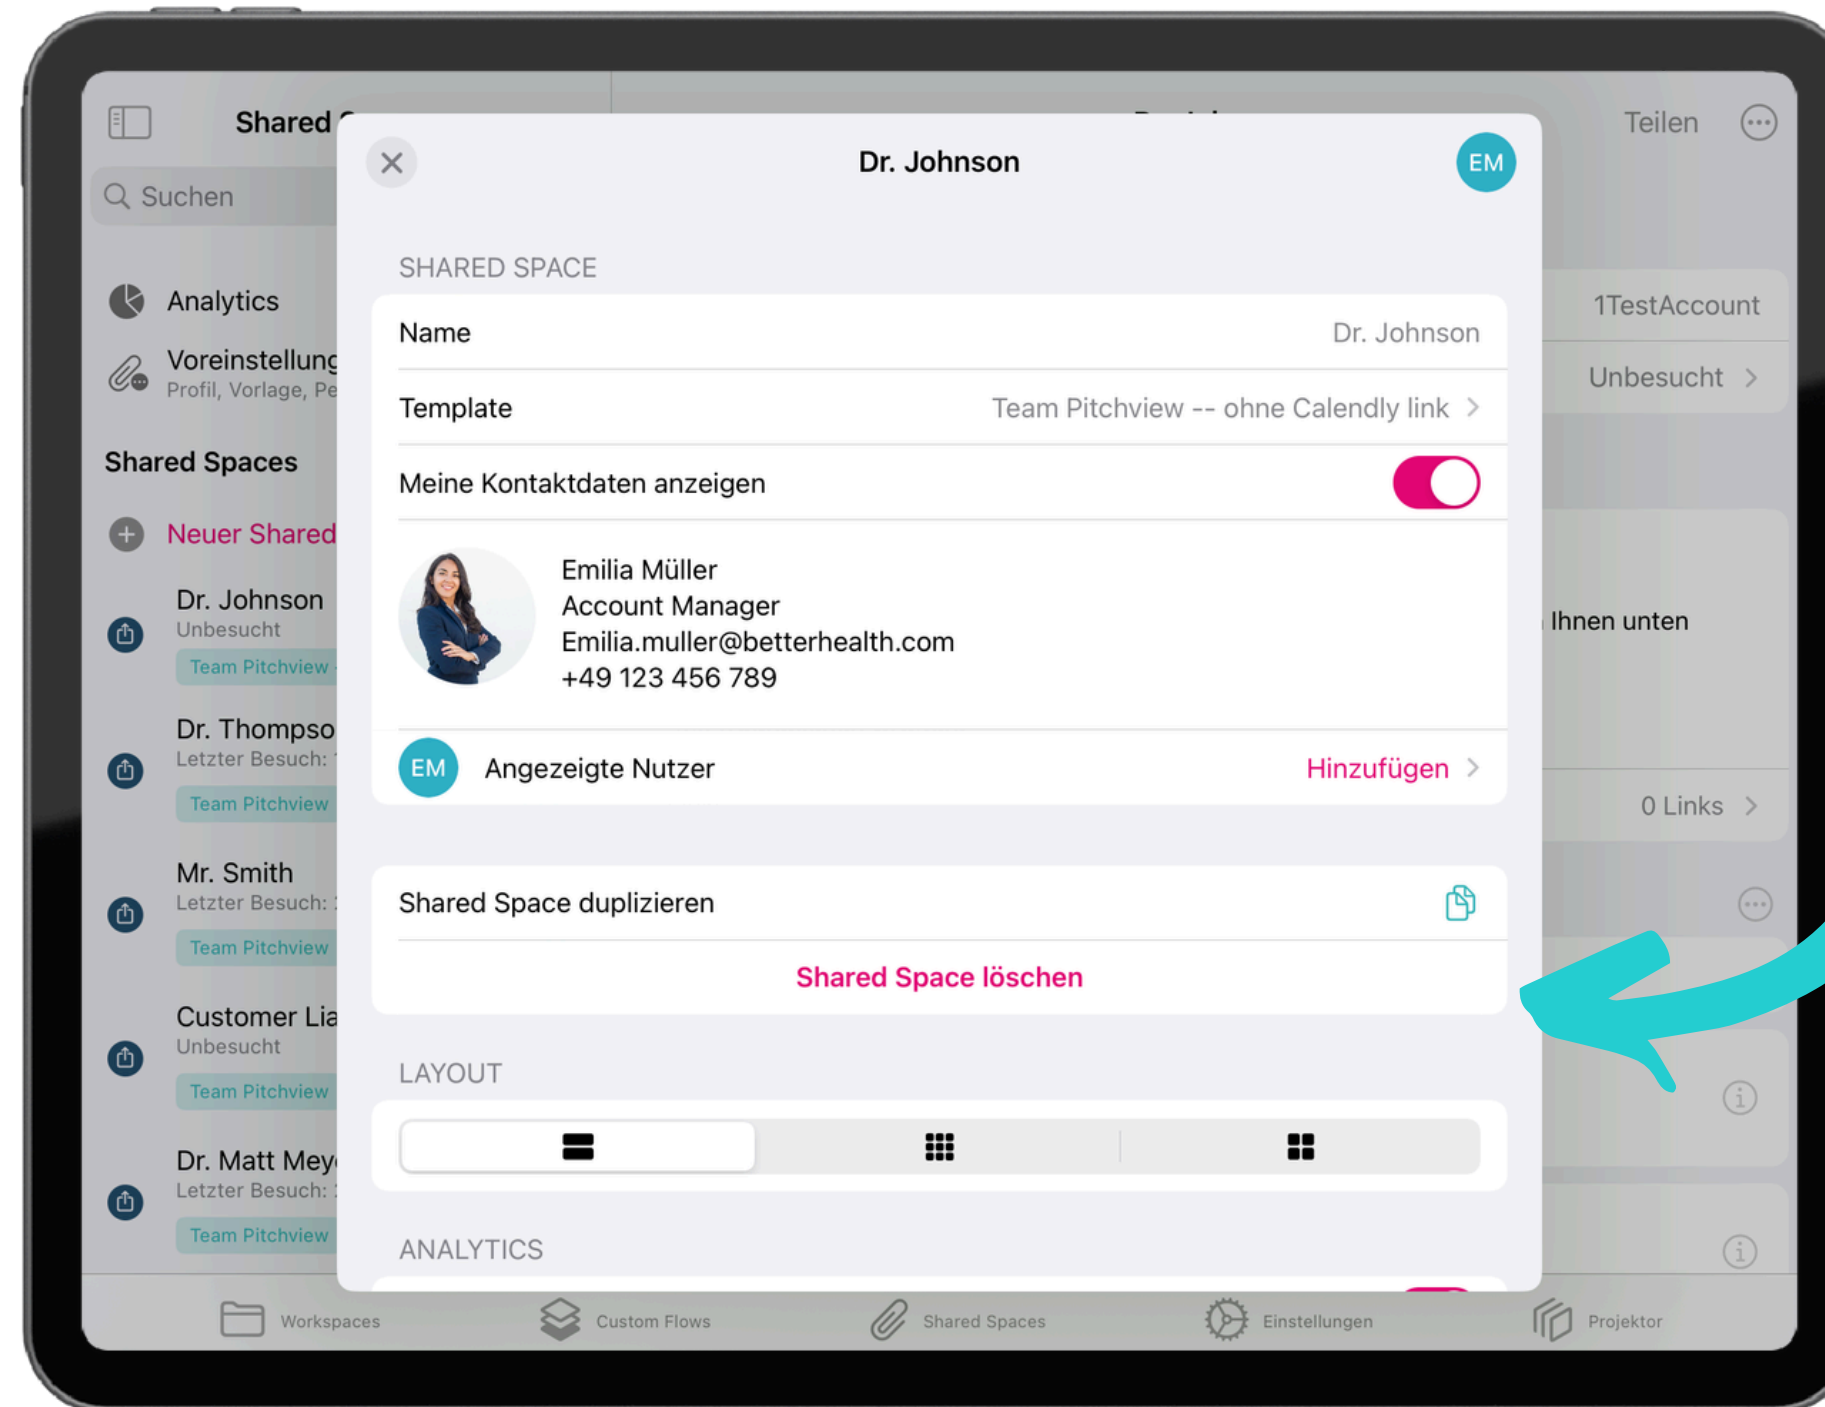 Shared
Teilen
Suchen
Analytics
Voreinstellung
Profil, Vorlage, Pe
Shared Spaces
Neuer Shared
Dr. Johnson
Unbesucht
Team Pitchview
Dr. Thompso
Letzter Besuch:
Team Pitchview
Mr. Smith
Letzter Besuch:
Team Pitchview
Customer Lia
Unbesucht
Team Pitchview
Dr. Matt Mey
Letzter Besuch:
Team Pitchview
Dr. Johnson
EM
SHARED SPACE
Name
Dr. Johnson
Template
Team Pitchview -- ohne Calendly link
Meine Kontaktdaten anzeigen
Emilia Müller
Account Manager
Emilia.muller@betterhealth.com
+49 123 456 789
EM
Angezeigte Nutzer
Hinzufügen
Shared Space duplizieren
Shared Space löschen
LAYOUT
ANALYTICS
1TestAccount
Unbesucht
Ihnen unten
0 Links
Workspaces
Custom Flows
Shared Spaces
Einstellungen
Projektor